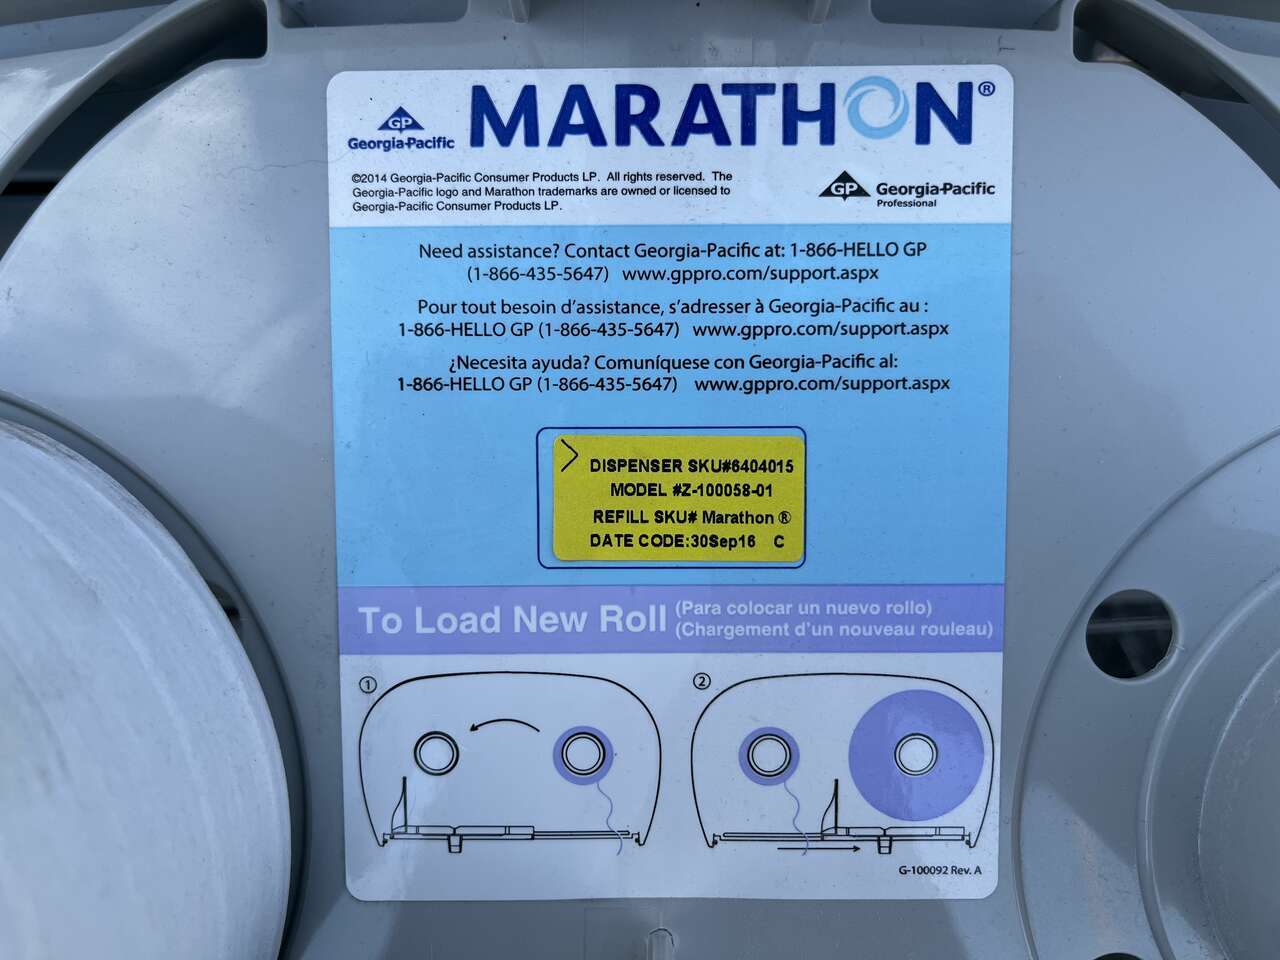 GP
Georgia-Pacific
MARATHON®
©2014 Georgia-Pacific Consumer Products LP. All rights reserved. The
Georgia-Pacific logo and Marathon trademarks are owned or licensed to
Georgia-Pacific Consumer Products LP.
GP
Georgia-Pacific
Professional
Need assistance? Contact Georgia-Pacific at: 1-866-HELLO GP
(1-866-435-5647) www.gppro.com/support.aspx
Pour tout besoin d'assistance, s'adresser à Georgia-Pacific au :
1-866-HELLO GP (1-866-435-5647) www.gppro.com/support.aspx
¿Necesita ayuda? Comuníquese con Georgia-Pacific al:
1-866-HELLO GP (1-866-435-5647) www.gppro.com/support.aspx
DISPENSER SKU#6404015
MODEL #Z-100058-01
REFILL SKU# Marathon ®
DATE CODE:30Sep16 C
To Load New Roll
(Para colocar un nuevo rollo)
(Chargement d'un nouveau rouleau)
1
2
G-100092 Rev. A